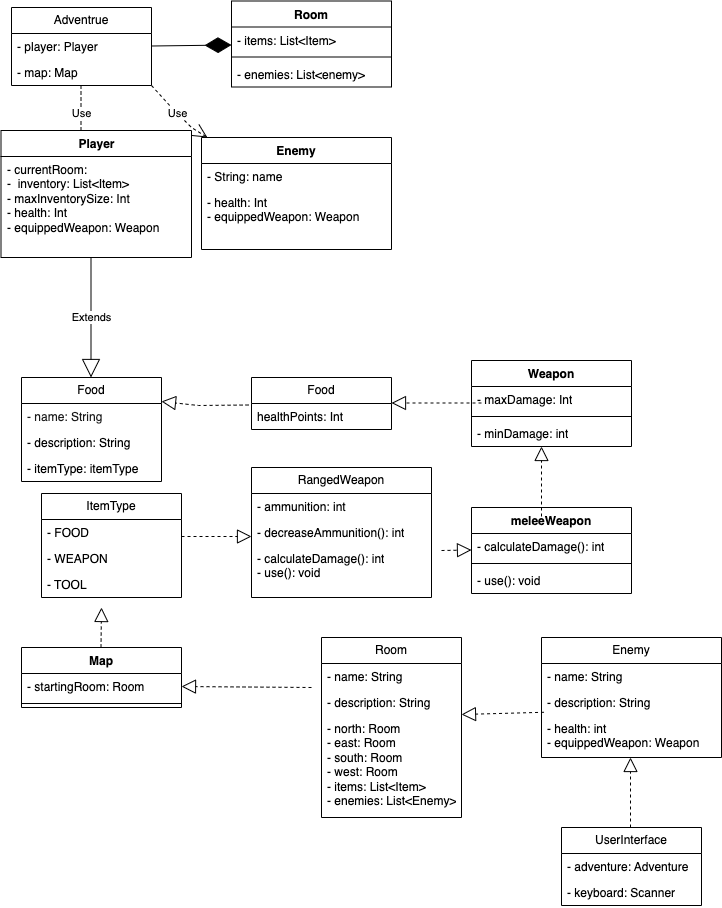 Adventrue
- player: Player
- map: Map
Room
- items: List<Item>
- enemies: List<enemy>
Use
Use
Player
- currentRoom:
- inventory: List<Item>
- maxInventorySize: Int
- health: Int
- equippedWeapon: Weapon
Enemy
- String: name
- health: Int
- equippedWeapon: Weapon
Extends
Food
- name: String
- description: String
- itemType: itemType
Food
healthPoints: Int
Weapon
- maxDamage: Int
- minDamage: int
ItemType
- FOOD
- WEAPON
- TOOL
RangedWeapon
- ammunition: int
- decreaseAmmunition(): int
- calculateDamage(): int
- use(): void
meleeWeapon
- calculateDamage(): int
- use(): void
Map
- startingRoom: Room
Room
- name: String
- description: String
- north: Room
- east: Room
- south: Room
- west: Room
- items: List<Item>
- enemies: List<Enemy>
Enemy
- name: String
- description: String
- health: int
- equippedWeapon: Weapon
UserInterface
- adventure: Adventure
- keyboard: Scanner